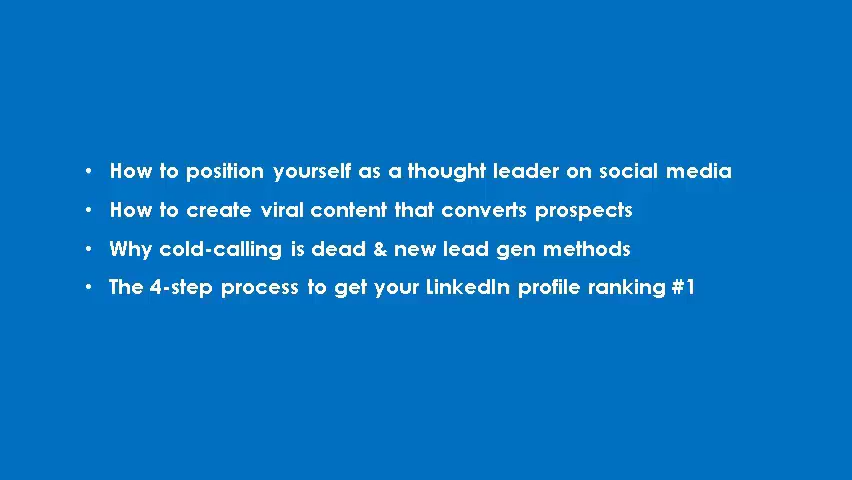 • How to position yourself as a thought leader on social media
• How to create viral content that converts prospects
• Why cold-calling is dead & new lead gen methods
• The 4-step process to get your LinkedIn profile ranking #1